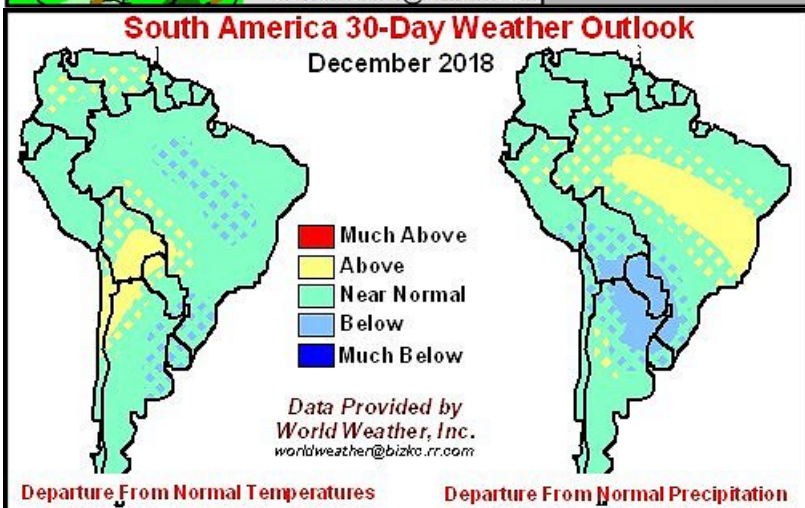 South America 30-Day Weather Outlook
December 2018
Much Above
Above
Near Normal
Below
Much Below
Data Provided by
World Weather, Inc.
worldweather@bizkc.rr.com
Departure From Normal Temperatures
Departure From Normal Precipitation